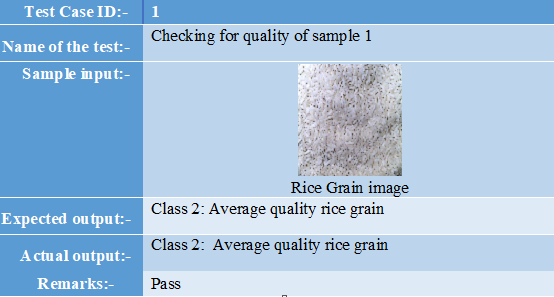 Test Case ID:- 1
Name of the test:- Checking for quality of sample 1
Sample input:-
Rice Grain image
Expected output:- Class 2: Average quality rice grain
Actual output:- Class 2:  Average quality rice grain
Remarks:- Pass